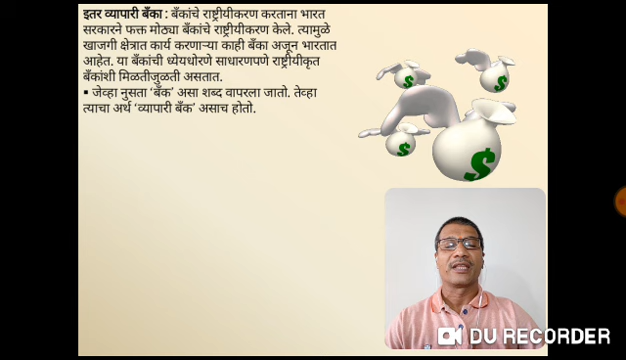 इतर व्यापारी बँका : बँकांचे राष्ट्रीयीकरण करताना भारत
सरकारने फक्त मोठ्या बँकांचे राष्ट्रीयीकरण केले. त्यामुळे
खाजगी क्षेत्रात कार्य करणाऱ्या काही बँका अजून भारतात
आहेत. या बँकांची ध्येयधोरणे साधारणपणे राष्ट्रीयीकृत
बँकांशी मिळतीजुळती असतात.
▪ जेव्हा नुसता ‘बँक’ असा शब्द वापरला जातो. तेव्हा
त्याचा अर्थ ‘व्यापारी बँक’ असाच होतो.
$
$
$
$
DU RECORDER